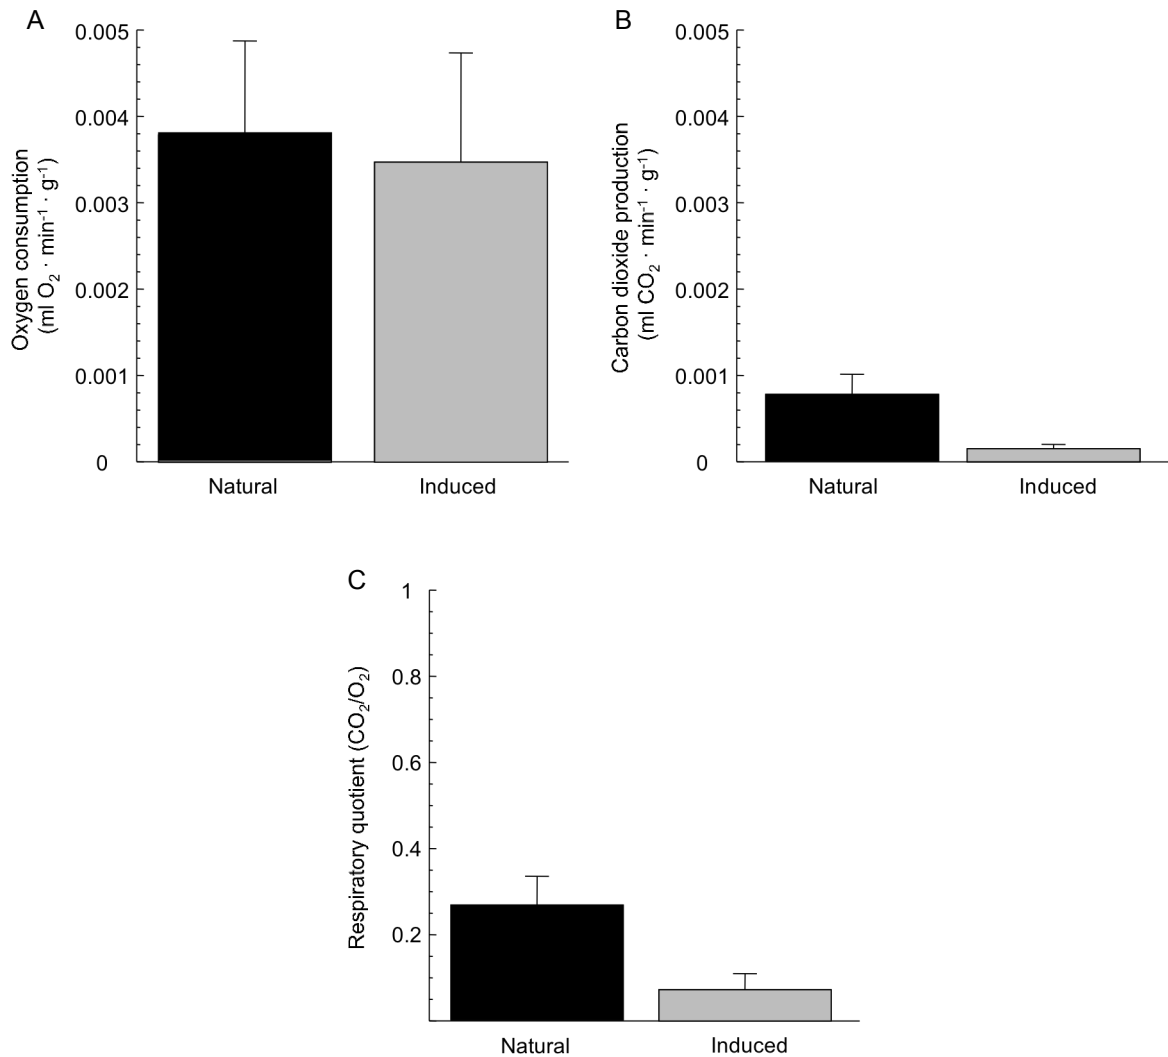 A
0.005
0.004
0.003
0.002
0.001
0
Oxygen consumption
(ml O₂ · min⁻¹ · g⁻¹)
Natural
Induced
B
0.005
0.004
0.003
0.002
0.001
0
Carbon dioxide production
(ml CO₂ · min⁻¹ · g⁻¹)
Natural
Induced
C
1
0.8
0.6
0.4
0.2
Respiratory quotient (CO₂/O₂)
Natural
Induced